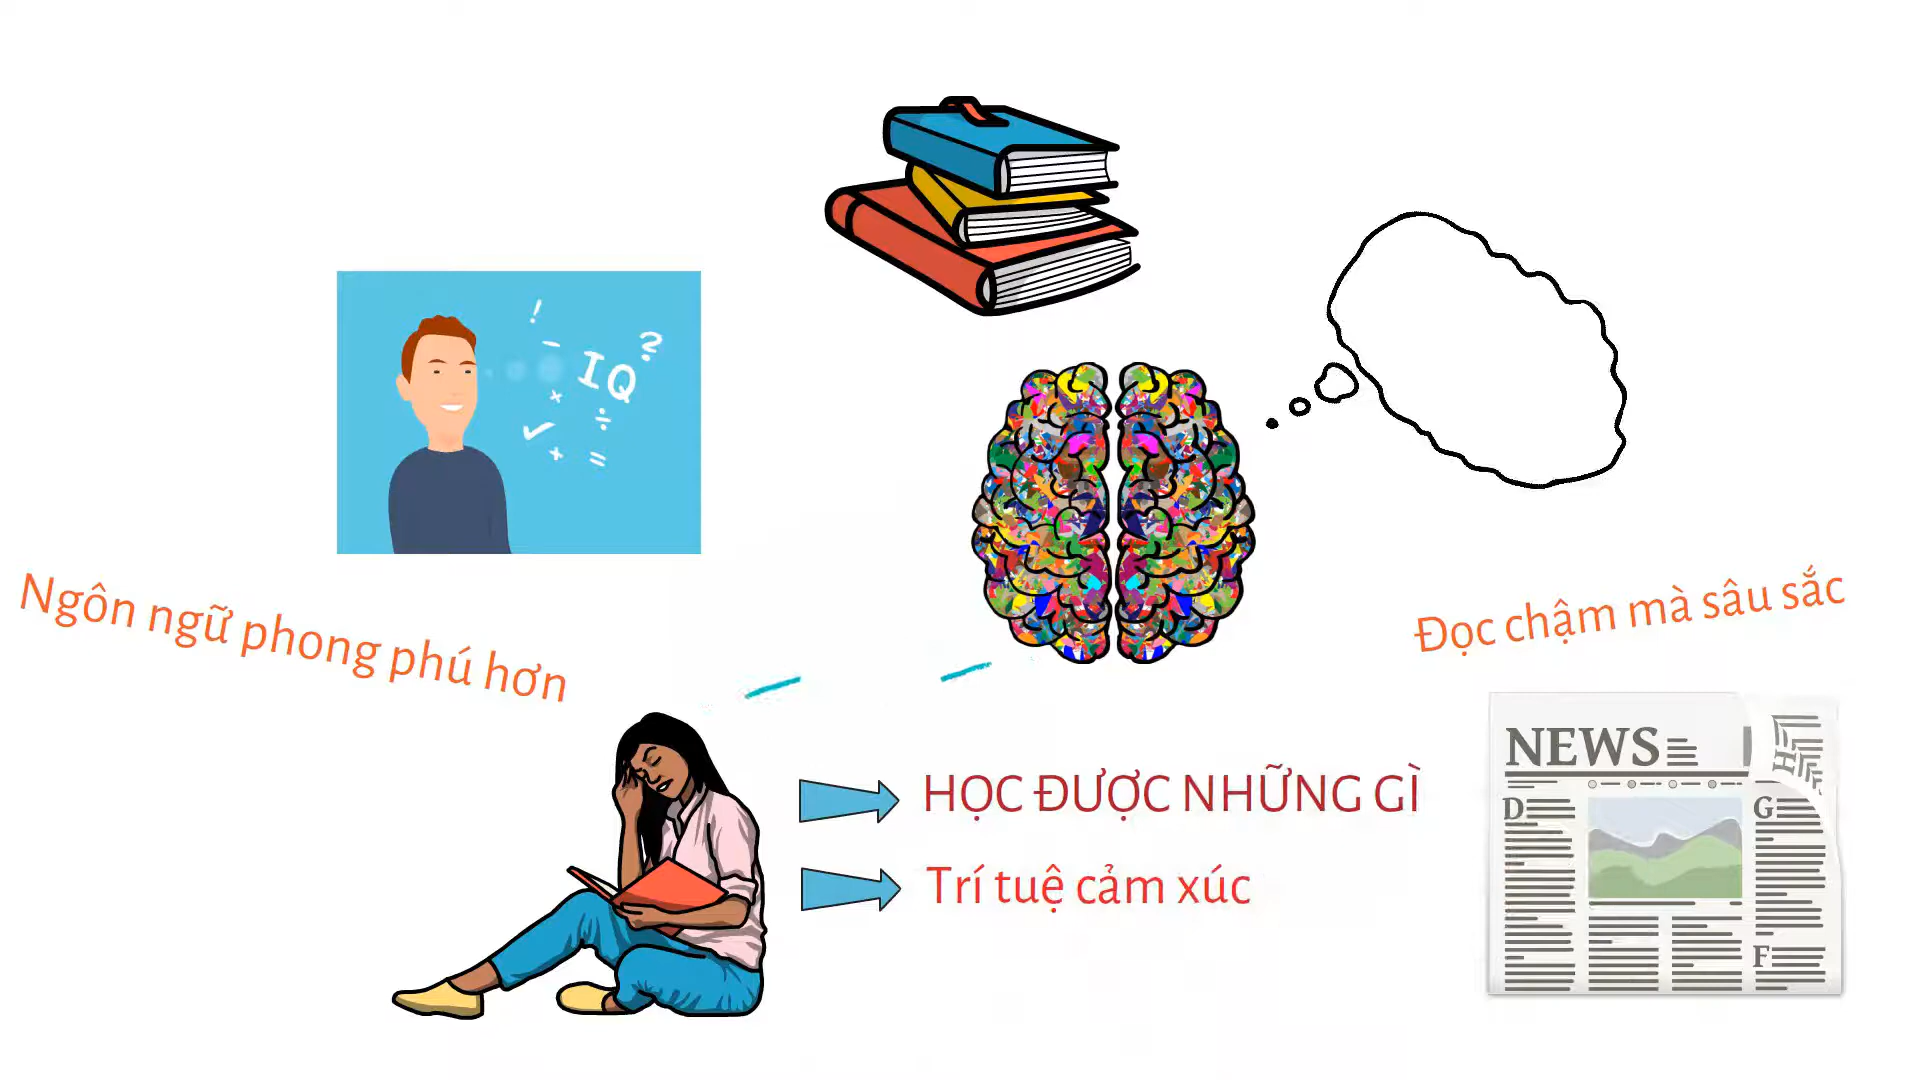 ! - IQ ?
× ÷
✓ + =
Ngôn ngữ phong phú hơn
Đọc chậm mà sâu sắc
HỌC ĐƯỢC NHỮNG GÌ
Trí tuệ cảm xúc
NEWS
H
D
G
F